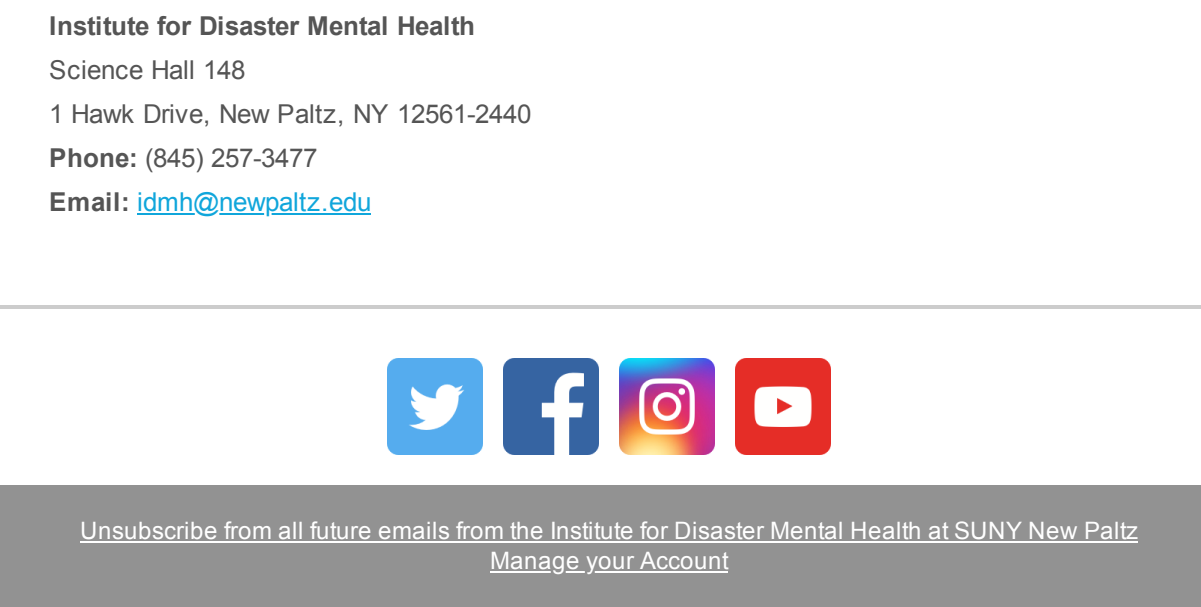 Institute for Disaster Mental Health
Science Hall 148
1 Hawk Drive, New Paltz, NY 12561-2440
Phone: (845) 257-3477
Email: idmh@newpaltz.edu
Unsubscribe from all future emails from the Institute for Disaster Mental Health at SUNY New Paltz
Manage your Account